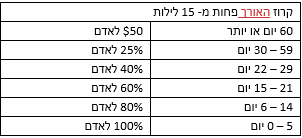 קרוז האורך פחות מ- 15 לילות
60 יום או יותר $50 לאדם
59 – 30 יום 25% לאדם
29 – 22 יום 40% לאדם
21 – 15 יום 60% לאדם
14 – 6 יום 80% לאדם
5 – 0 יום 100% לאדם